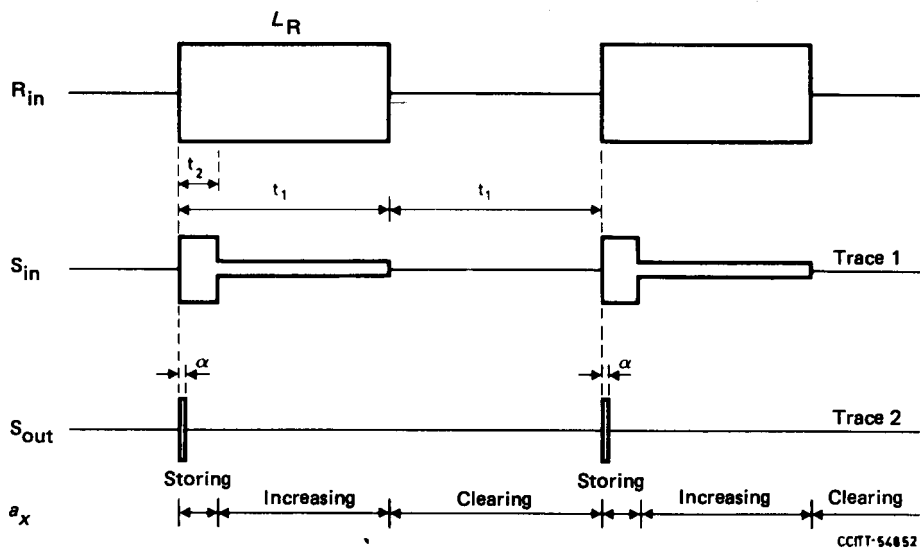 L_R
R_in
t_2
t_1 t_1
S_in Trace 1
α α
S_out Trace 2
Storing Storing
a_x Increasing Clearing Increasing Clearing
CCITT-54852